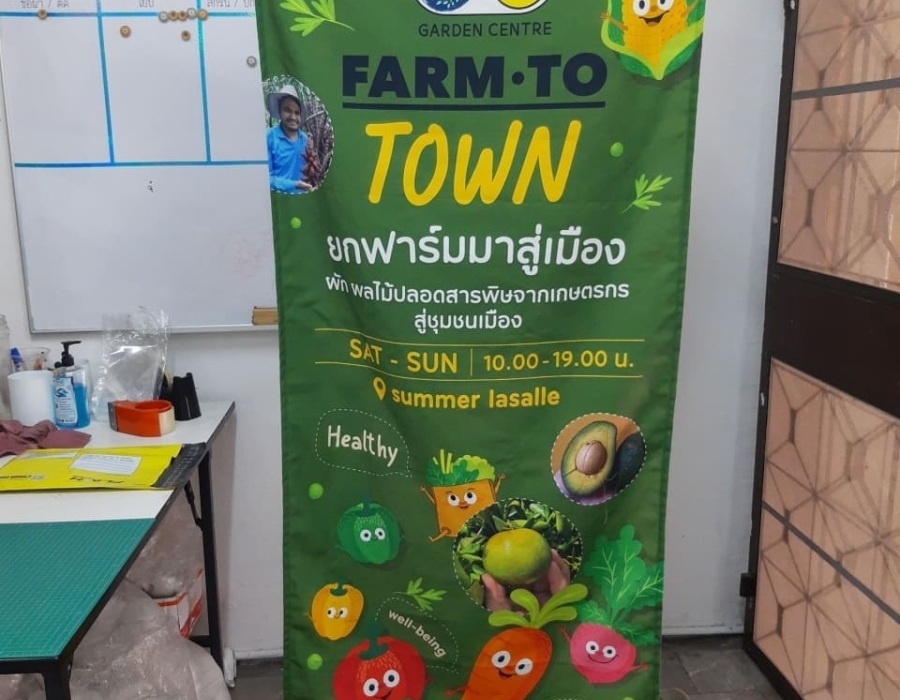 GARDEN CENTRE
FARM·TO
TOWN
ยกฟาร์มมาสู่เมือง
ผัก ผลไม้ปลอดสารพิษจากเกษตรกร
สู่ชุมชนเมือง
SAT - SUN | 10.00-19.00 น.
summer lasalle
Healthy
well-being